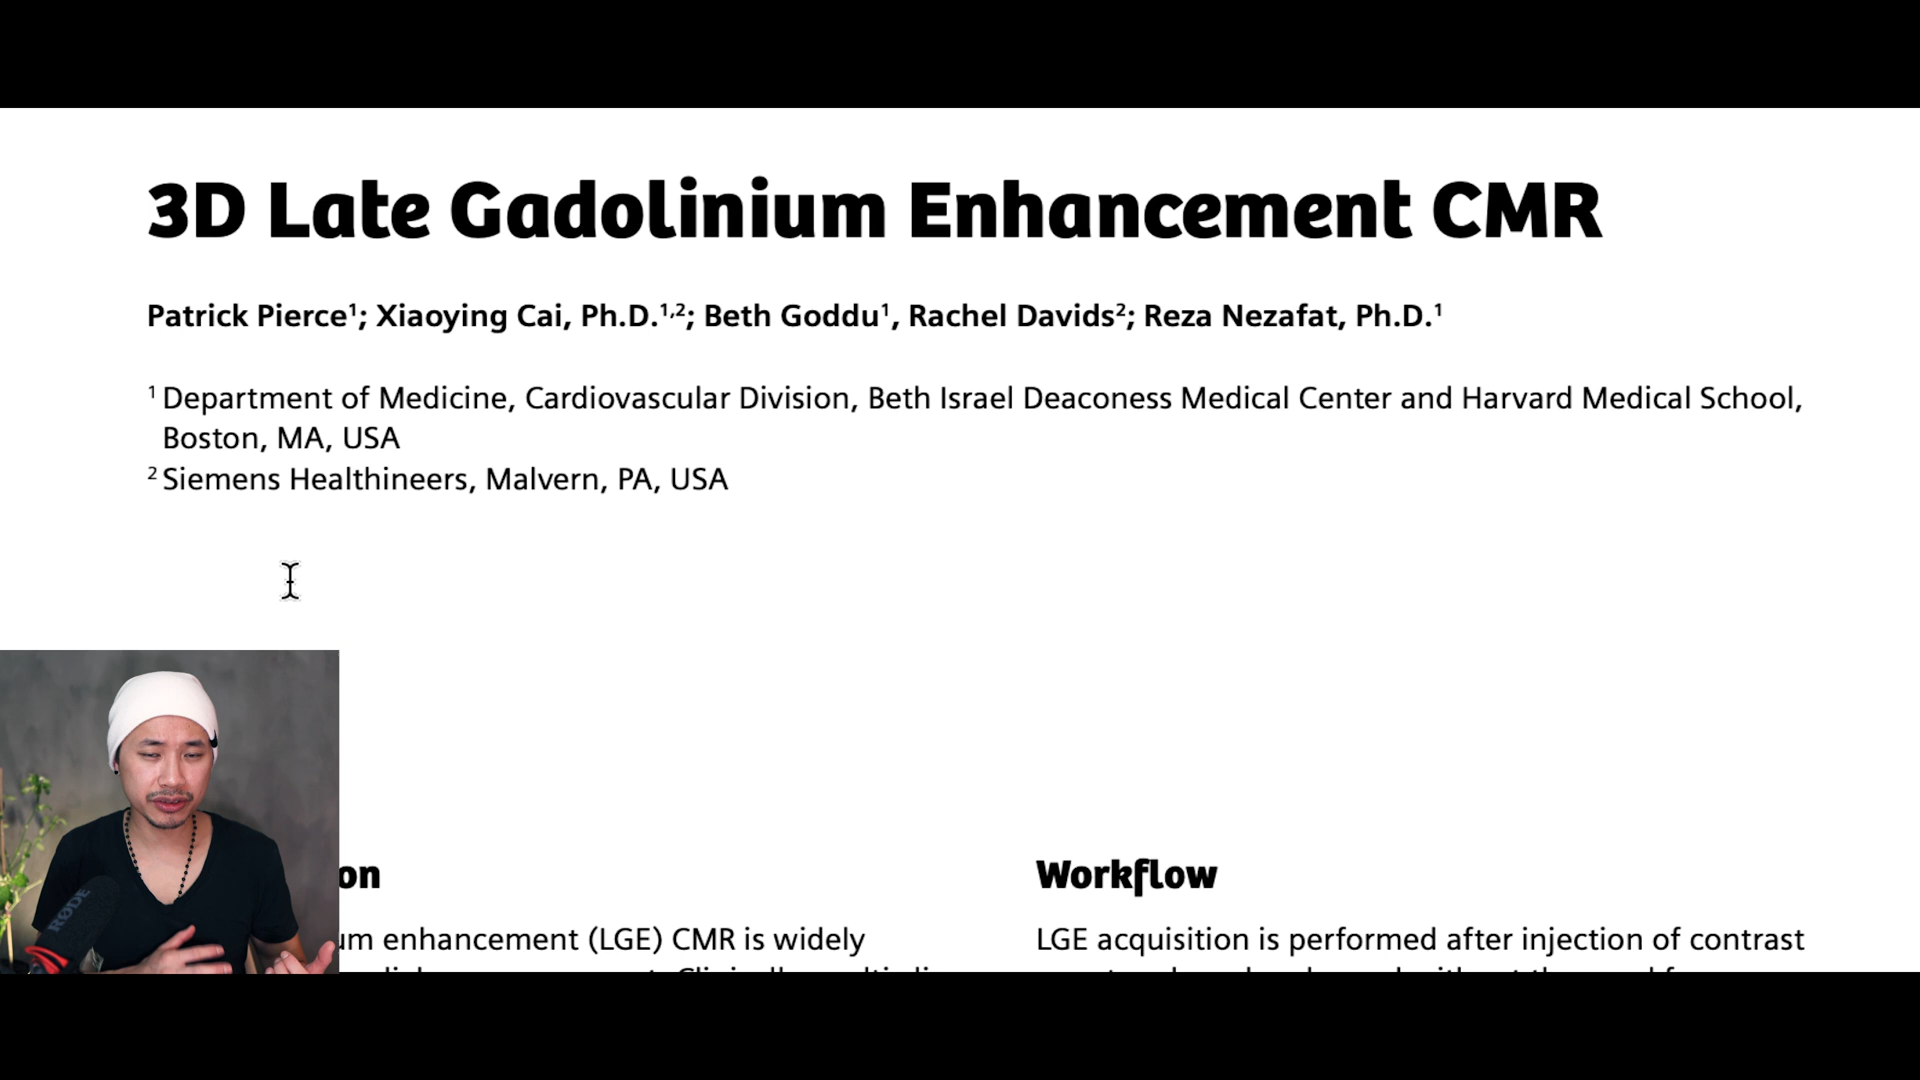 3D Late Gadolinium Enhancement CMR
Patrick Pierce¹; Xiaoying Cai, Ph.D.¹,²; Beth Goddu¹, Rachel Davids²; Reza Nezafat, Ph.D.¹
¹ Department of Medicine, Cardiovascular Division, Beth Israel Deaconess Medical Center and Harvard Medical School,
Boston, MA, USA
² Siemens Healthineers, Malvern, PA, USA
on
um enhancement (LGE) CMR is widely
Workflow
LGE acquisition is performed after injection of contrast
RØDE